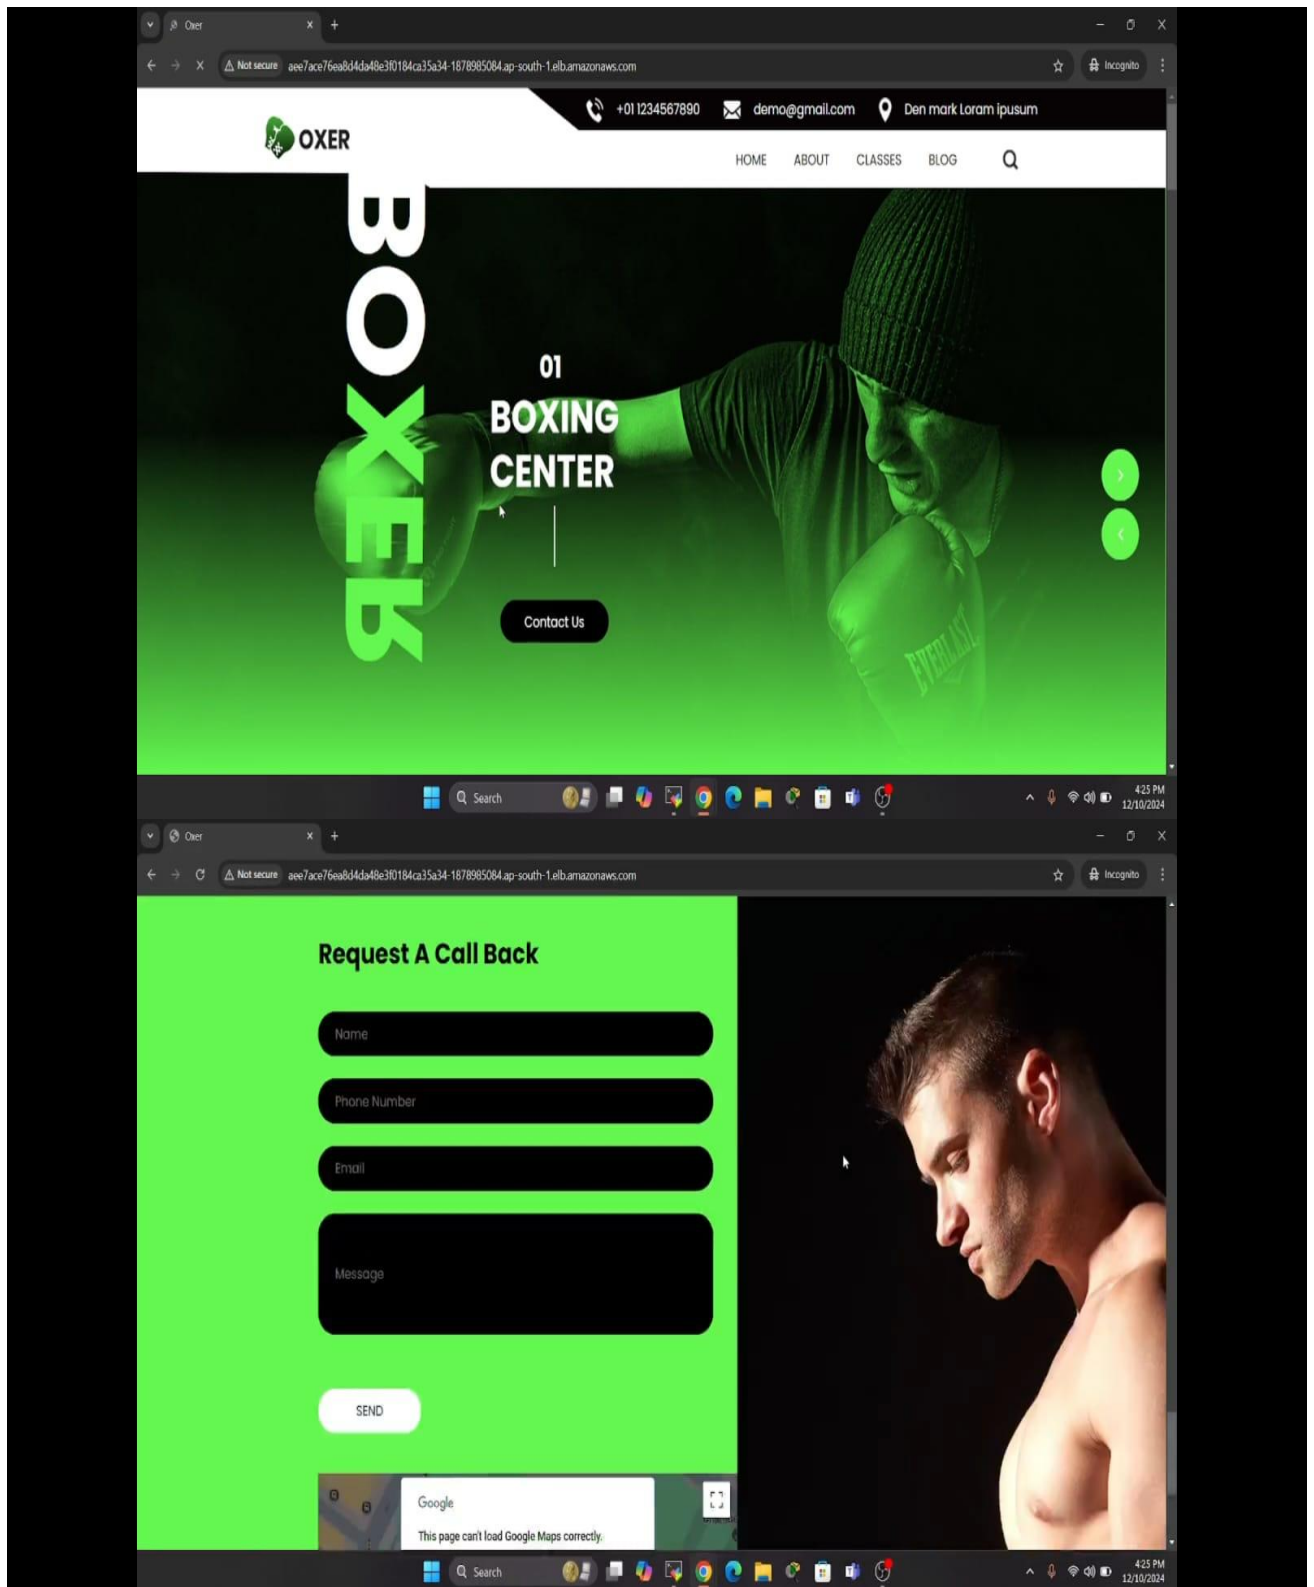 Oxer
Not secure aee7ace76ea8d4da48e3f0184ca35a34-1878985084.ap-south-1.elb.amazonaws.com Incognito
+01 1234567890 demo@gmail.com Den mark Loram ipusum
OXER
HOME ABOUT CLASSES BLOG
BOXER
01
BOXING
CENTER
Contact Us
EVERLAST
Search
4:25 PM
12/10/2024
Oxer
Not secure aee7ace76ea8d4da48e3f0184ca35a34-1878985084.ap-south-1.elb.amazonaws.com Incognito
Request A Call Back
Name
Phone Number
Email
Message
SEND
Google
This page can't load Google Maps correctly.
Search
4:25 PM
12/10/2024